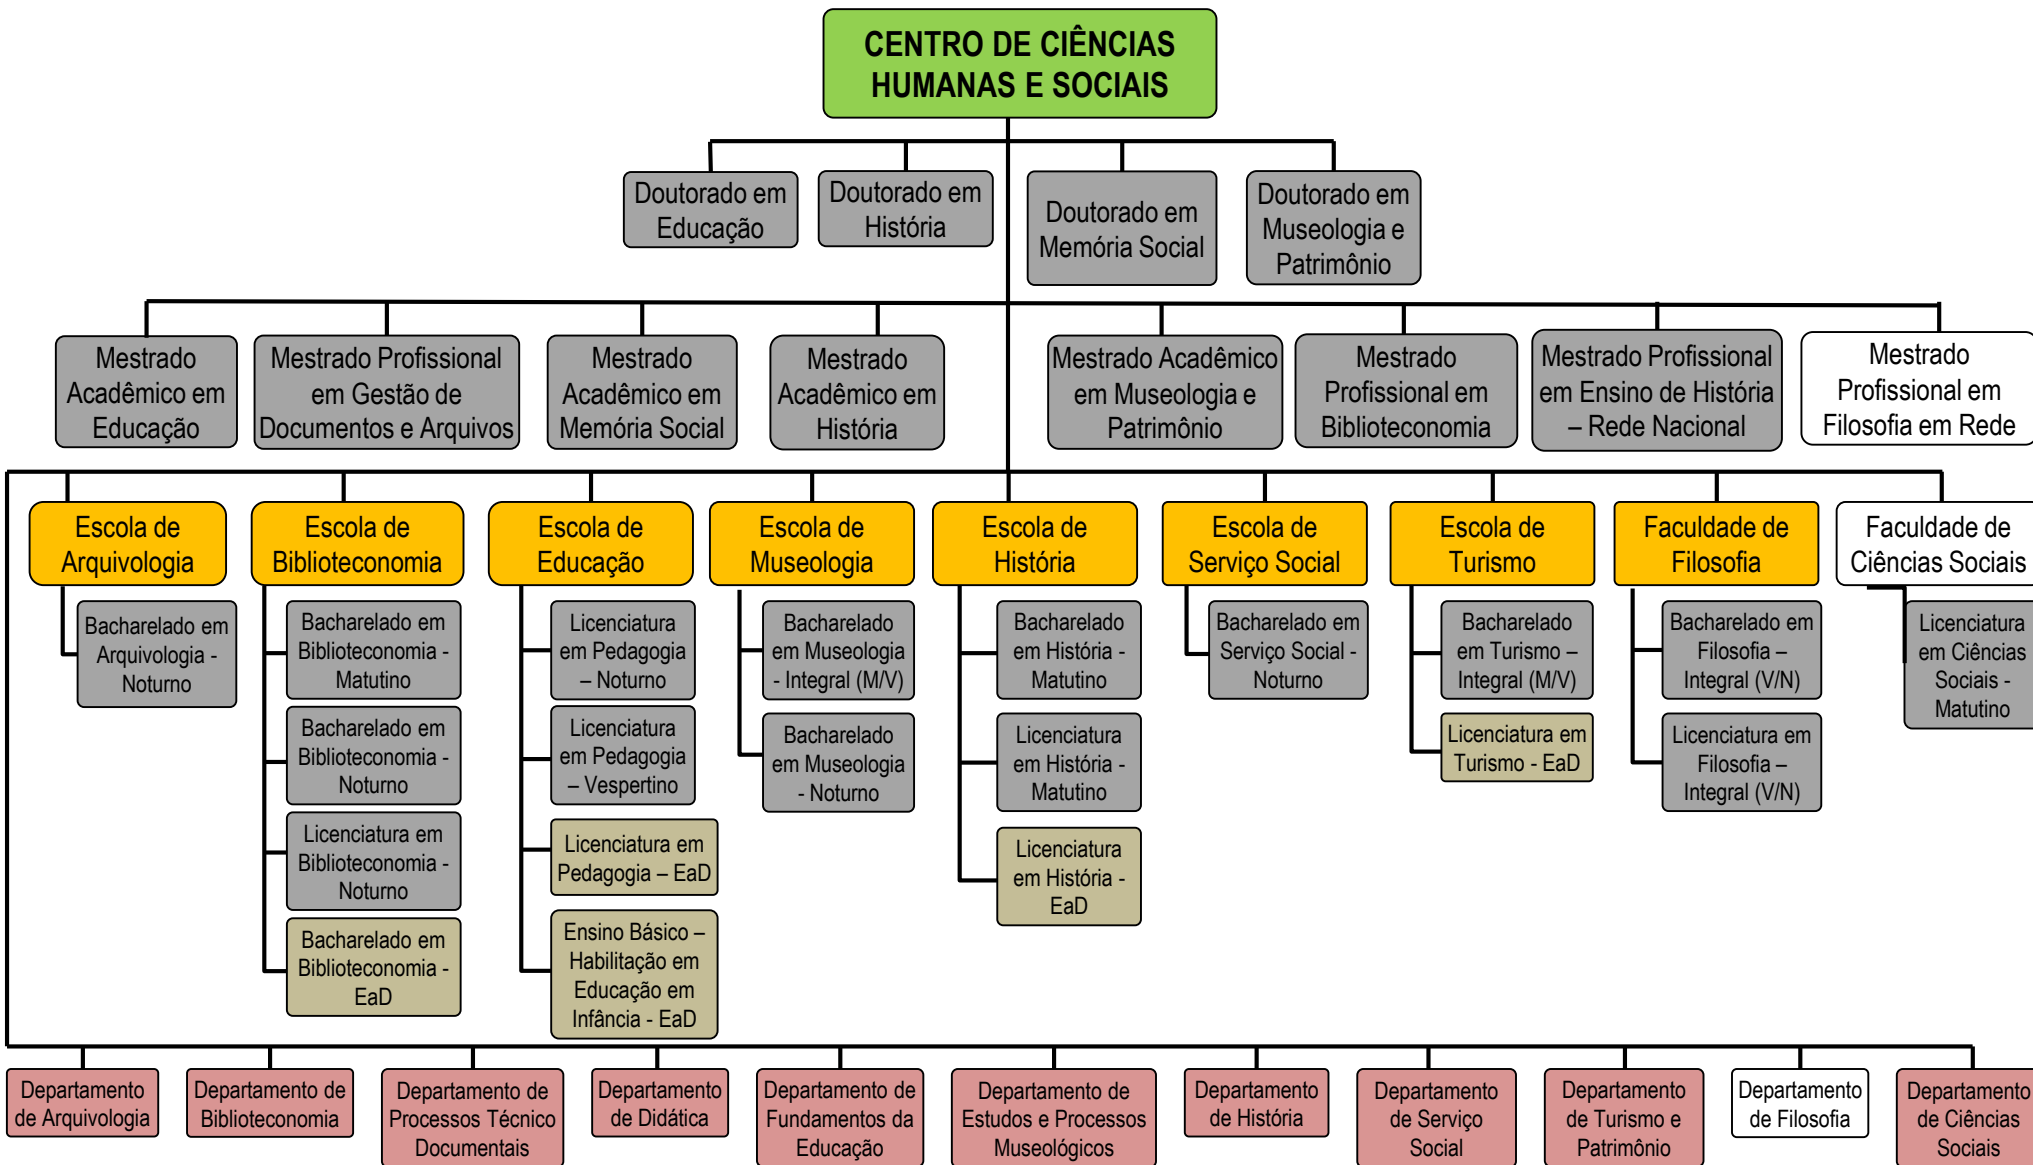 CENTRO DE CIÊNCIAS
HUMANAS E SOCIAIS
Doutorado em
Educação
Doutorado em
História
Doutorado em
Memória Social
Doutorado em
Museologia e
Patrimônio
Mestrado
Acadêmico em
Educação
Mestrado Profissional
em Gestão de
Documentos e Arquivos
Mestrado
Acadêmico em
Memória Social
Mestrado
Acadêmico em
História
Mestrado Acadêmico
em Museologia e
Patrimônio
Mestrado
Profissional em
Biblioteconomia
Mestrado Profissional
em Ensino de História
– Rede Nacional
Mestrado
Profissional em
Filosofia em Rede
Escola de
Arquivologia
Escola de
Biblioteconomia
Escola de
Educação
Escola de
Museologia
Escola de
História
Escola de
Serviço Social
Escola de
Turismo
Faculdade de
Filosofia
Faculdade de
Ciências Sociais
Bacharelado em
Arquivologia -
Noturno
Bacharelado em
Biblioteconomia -
Matutino
Bacharelado em
Biblioteconomia -
Noturno
Licenciatura em
Biblioteconomia -
Noturno
Bacharelado em
Biblioteconomia -
EaD
Licenciatura
em Pedagogia
– Noturno
Licenciatura
em Pedagogia
– Vespertino
Licenciatura em
Pedagogia – EaD
Ensino Básico –
Habilitação em
Educação em
Infância - EaD
Bacharelado
em Museologia
- Integral (M/V)
Bacharelado
em Museologia
- Noturno
Bacharelado
em História -
Matutino
Licenciatura
em História -
Matutino
Licenciatura
em História -
EaD
Bacharelado em
Serviço Social -
Noturno
Bacharelado
em Turismo –
Integral (M/V)
Licenciatura em
Turismo - EaD
Bacharelado em
Filosofia –
Integral (V/N)
Licenciatura em
Filosofia –
Integral (V/N)
Licenciatura
em Ciências
Sociais -
Matutino
Departamento
de Arquivologia
Departamento de
Biblioteconomia
Departamento de
Processos Técnico
Documentais
Departamento
de Didática
Departamento de
Fundamentos da
Educação
Departamento de
Estudos e Processos
Museológicos
Departamento
de História
Departamento
de Serviço
Social
Departamento
de Turismo e
Patrimônio
Departamento
de Filosofia
Departamento
de Ciências
Sociais